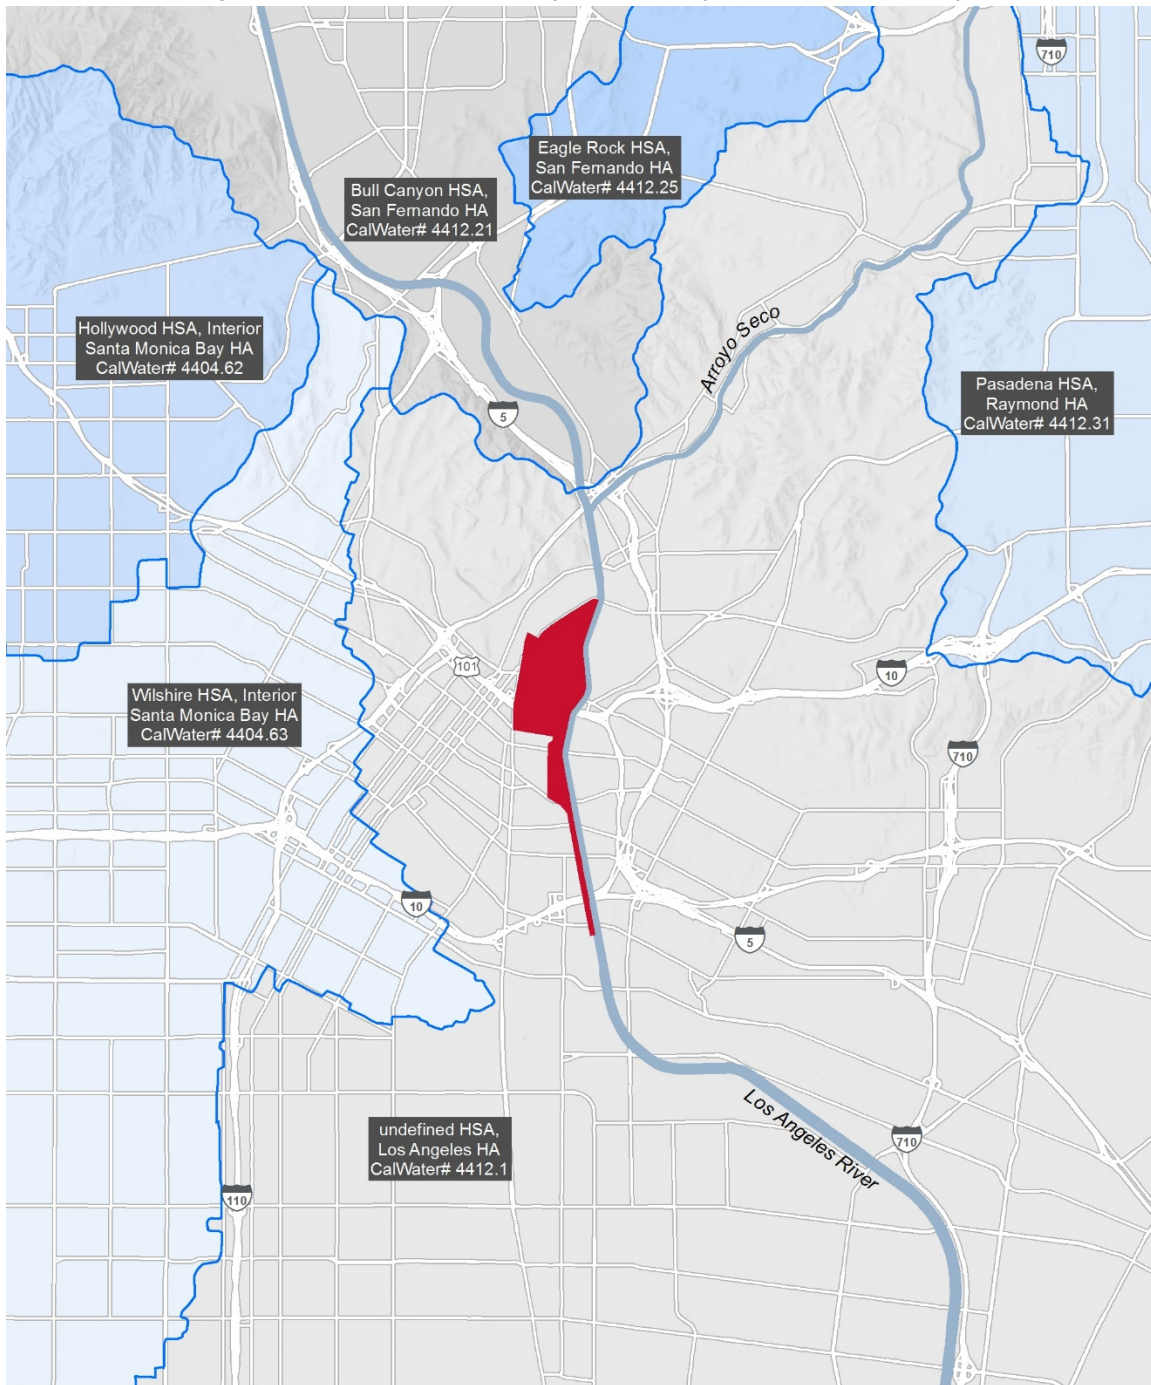 710
Eagle Rock HSA,
San Fernando HA
CalWater# 4412.25
Bull Canyon HSA,
San Fernando HA
CalWater# 4412.21
Hollywood HSA, Interior
Santa Monica Bay HA
CalWater# 4404.62
Arroyo Seco
5
Pasadena HSA,
Raymond HA
CalWater# 4412.31
101
10
Wilshire HSA, Interior
Santa Monica Bay HA
CalWater# 4404.63
710
10
5
Los Angeles River
undefined HSA,
Los Angeles HA
CalWater# 4412.1
710
110